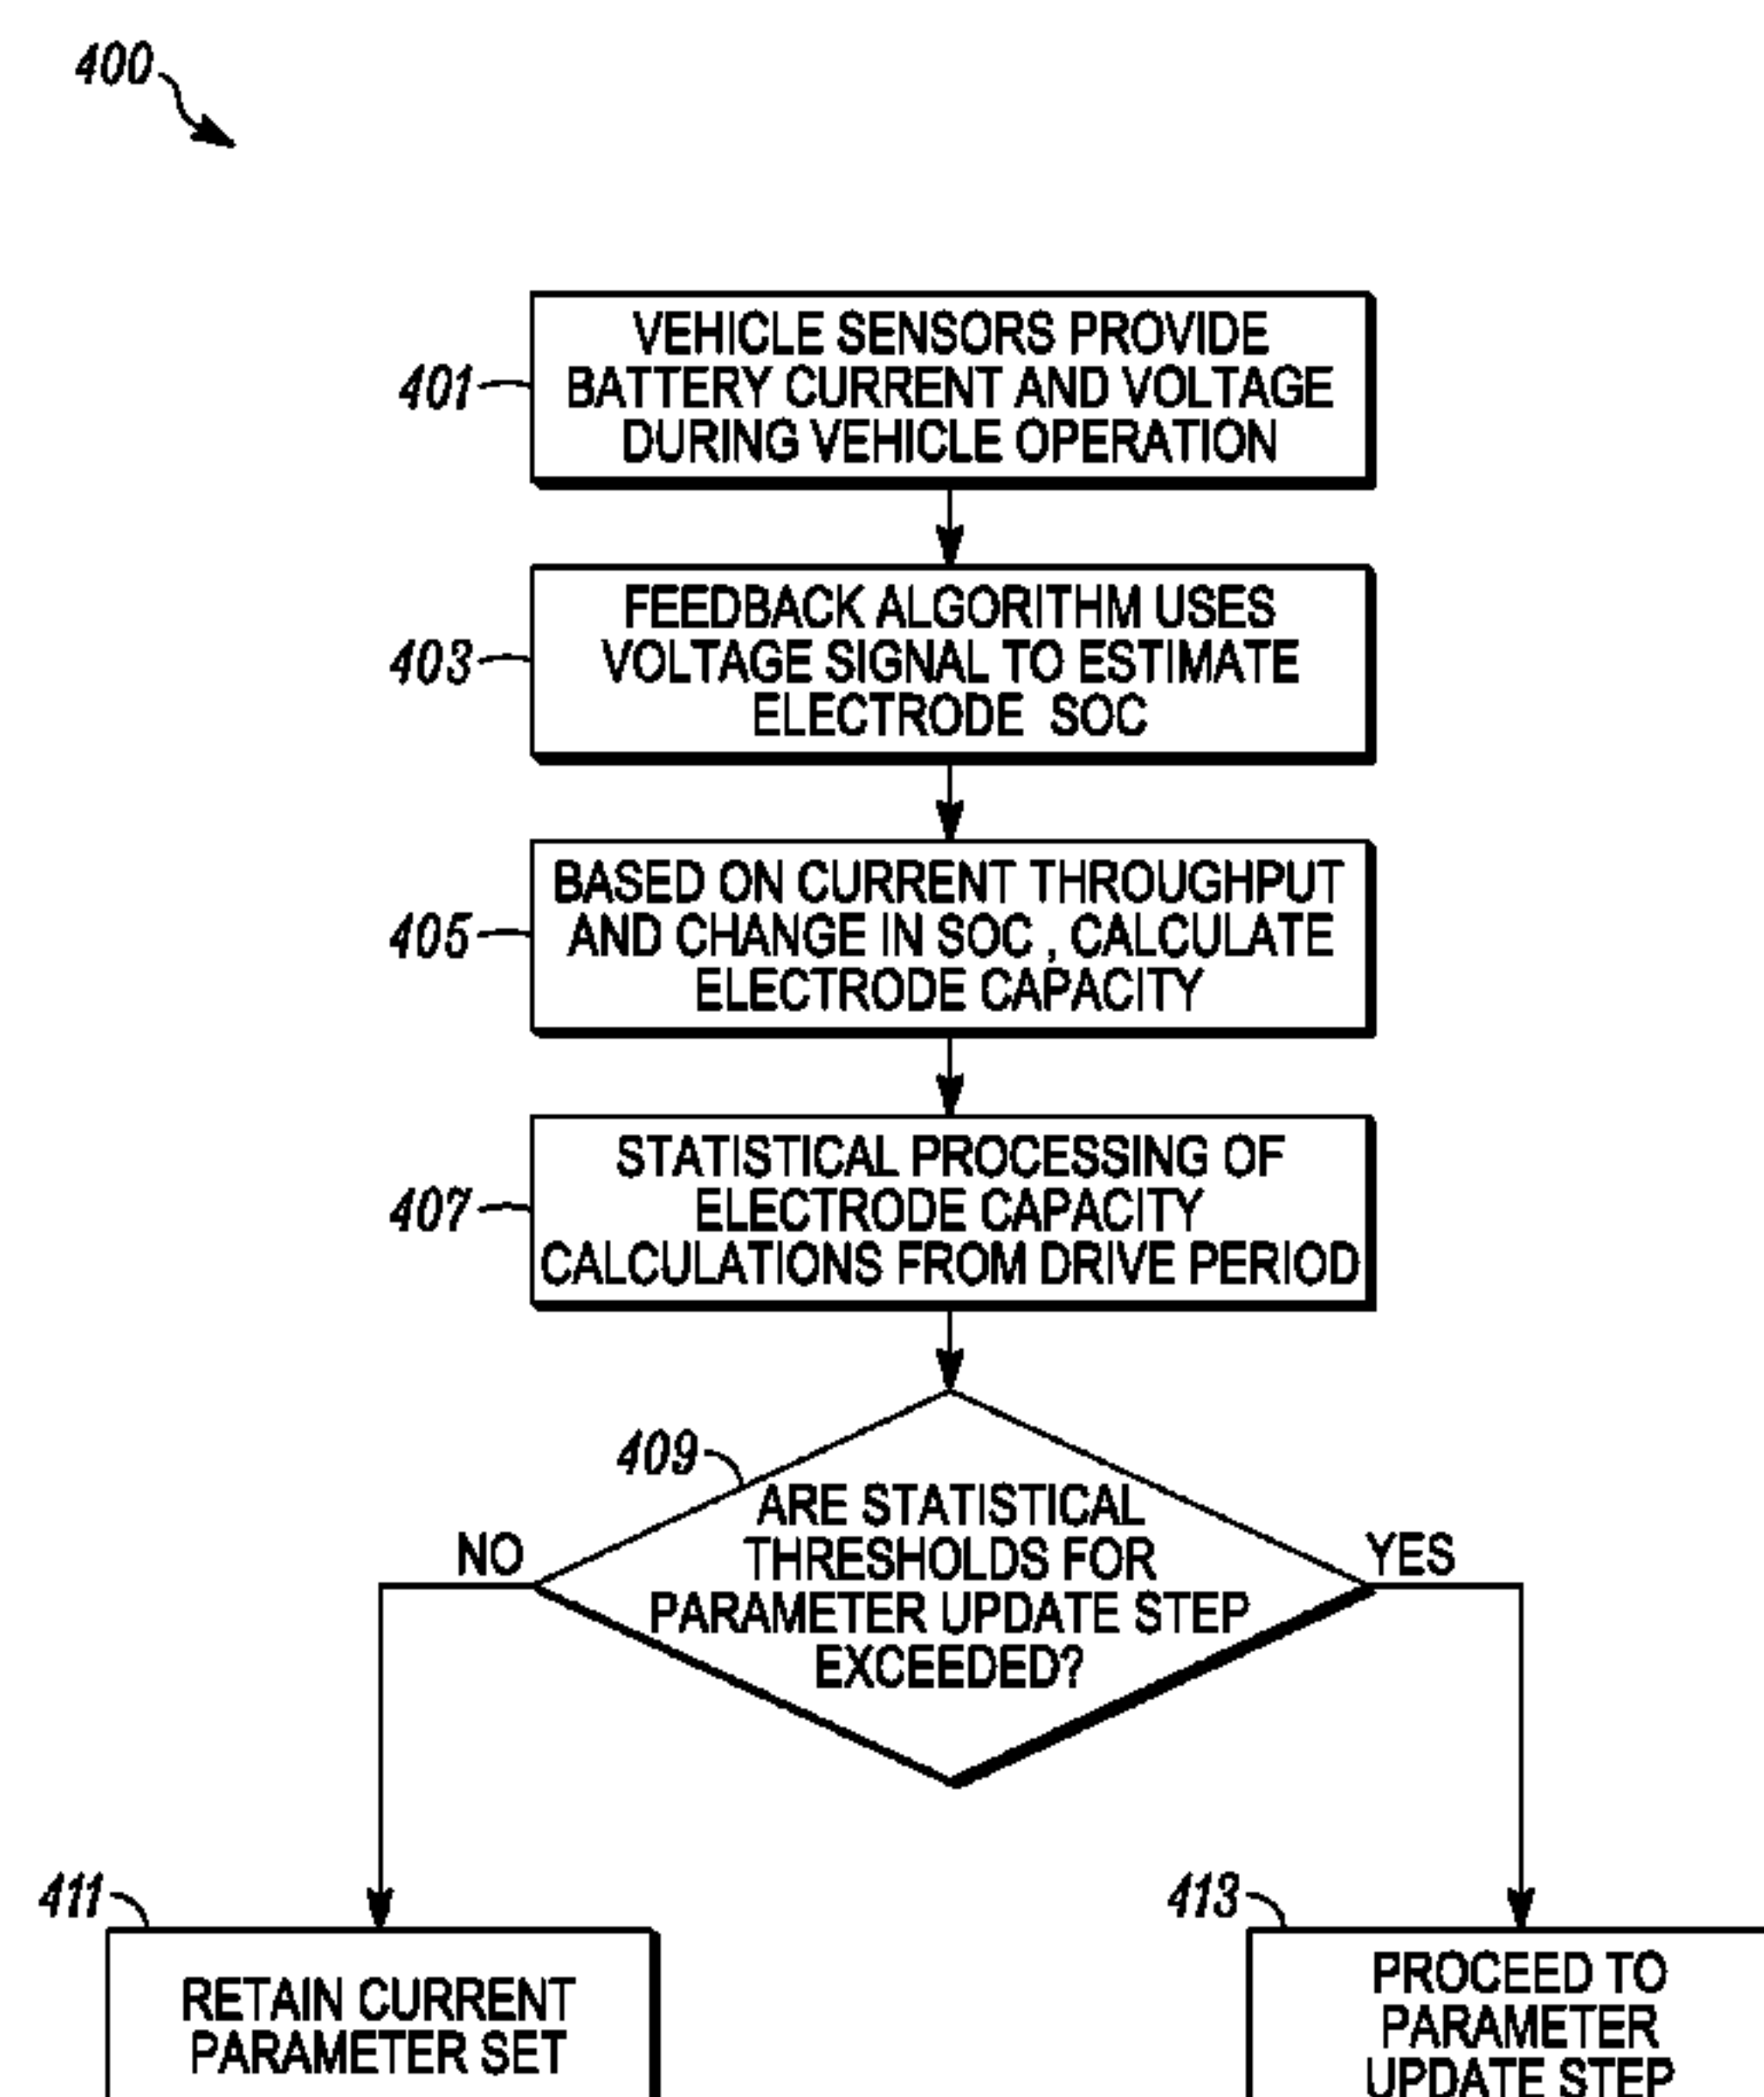 400
VEHICLE SENSORS PROVIDE
401
BATTERY CURRENT AND VOLTAGE
DURING VEHICLE OPERATION
FEEDBACK ALGORITHM USES
403
VOLTAGE SIGNAL TO ESTIMATE
ELECTRODE SOC
BASED ON CURRENT THROUGHPUT
405
AND CHANGE IN SOC , CALCULATE
ELECTRODE CAPACITY
STATISTICAL PROCESSING OF
407
ELECTRODE CAPACITY
CALCULATIONS FROM DRIVE PERIOD
409
ARE STATISTICAL
THRESHOLDS FOR
PARAMETER UPDATE STEP
EXCEEDED?
NO
YES
411
RETAIN CURRENT
PARAMETER SET
413
PROCEED TO
PARAMETER
UPDATE STEP